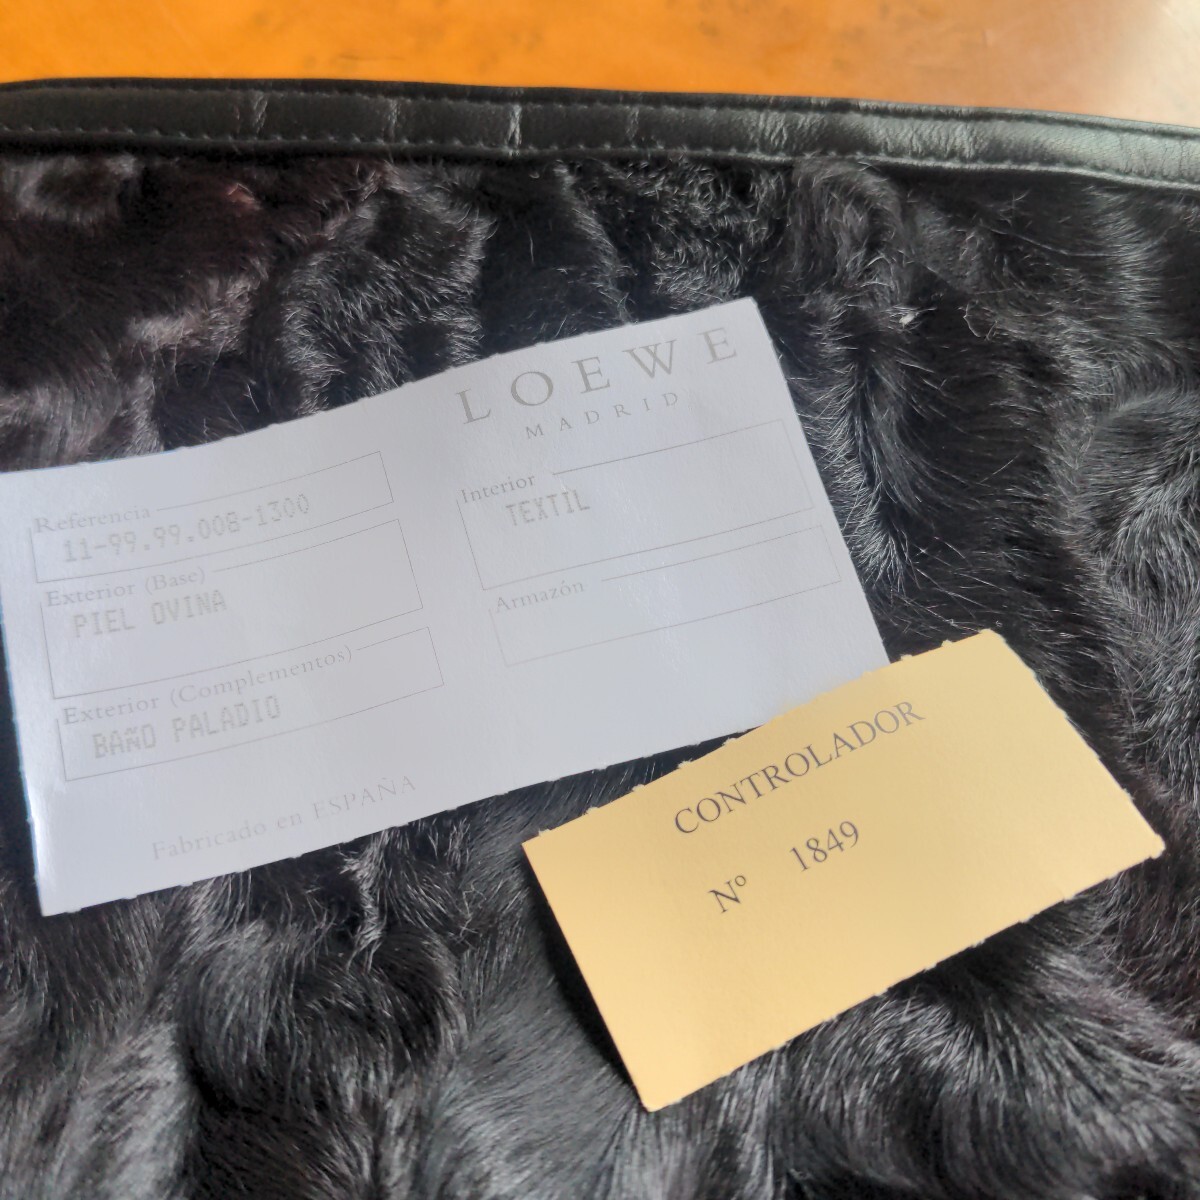 LOEWE
MADRID
Referencia
11-99.99.008-1300
Exterior (Base)
PIEL OVINA
Exterior (Complementos)
BAÑO PALADIO
Interior
TEXTIL
Armazón
Fabricado en ESPAÑA
CONTROLADOR
Nº 1849